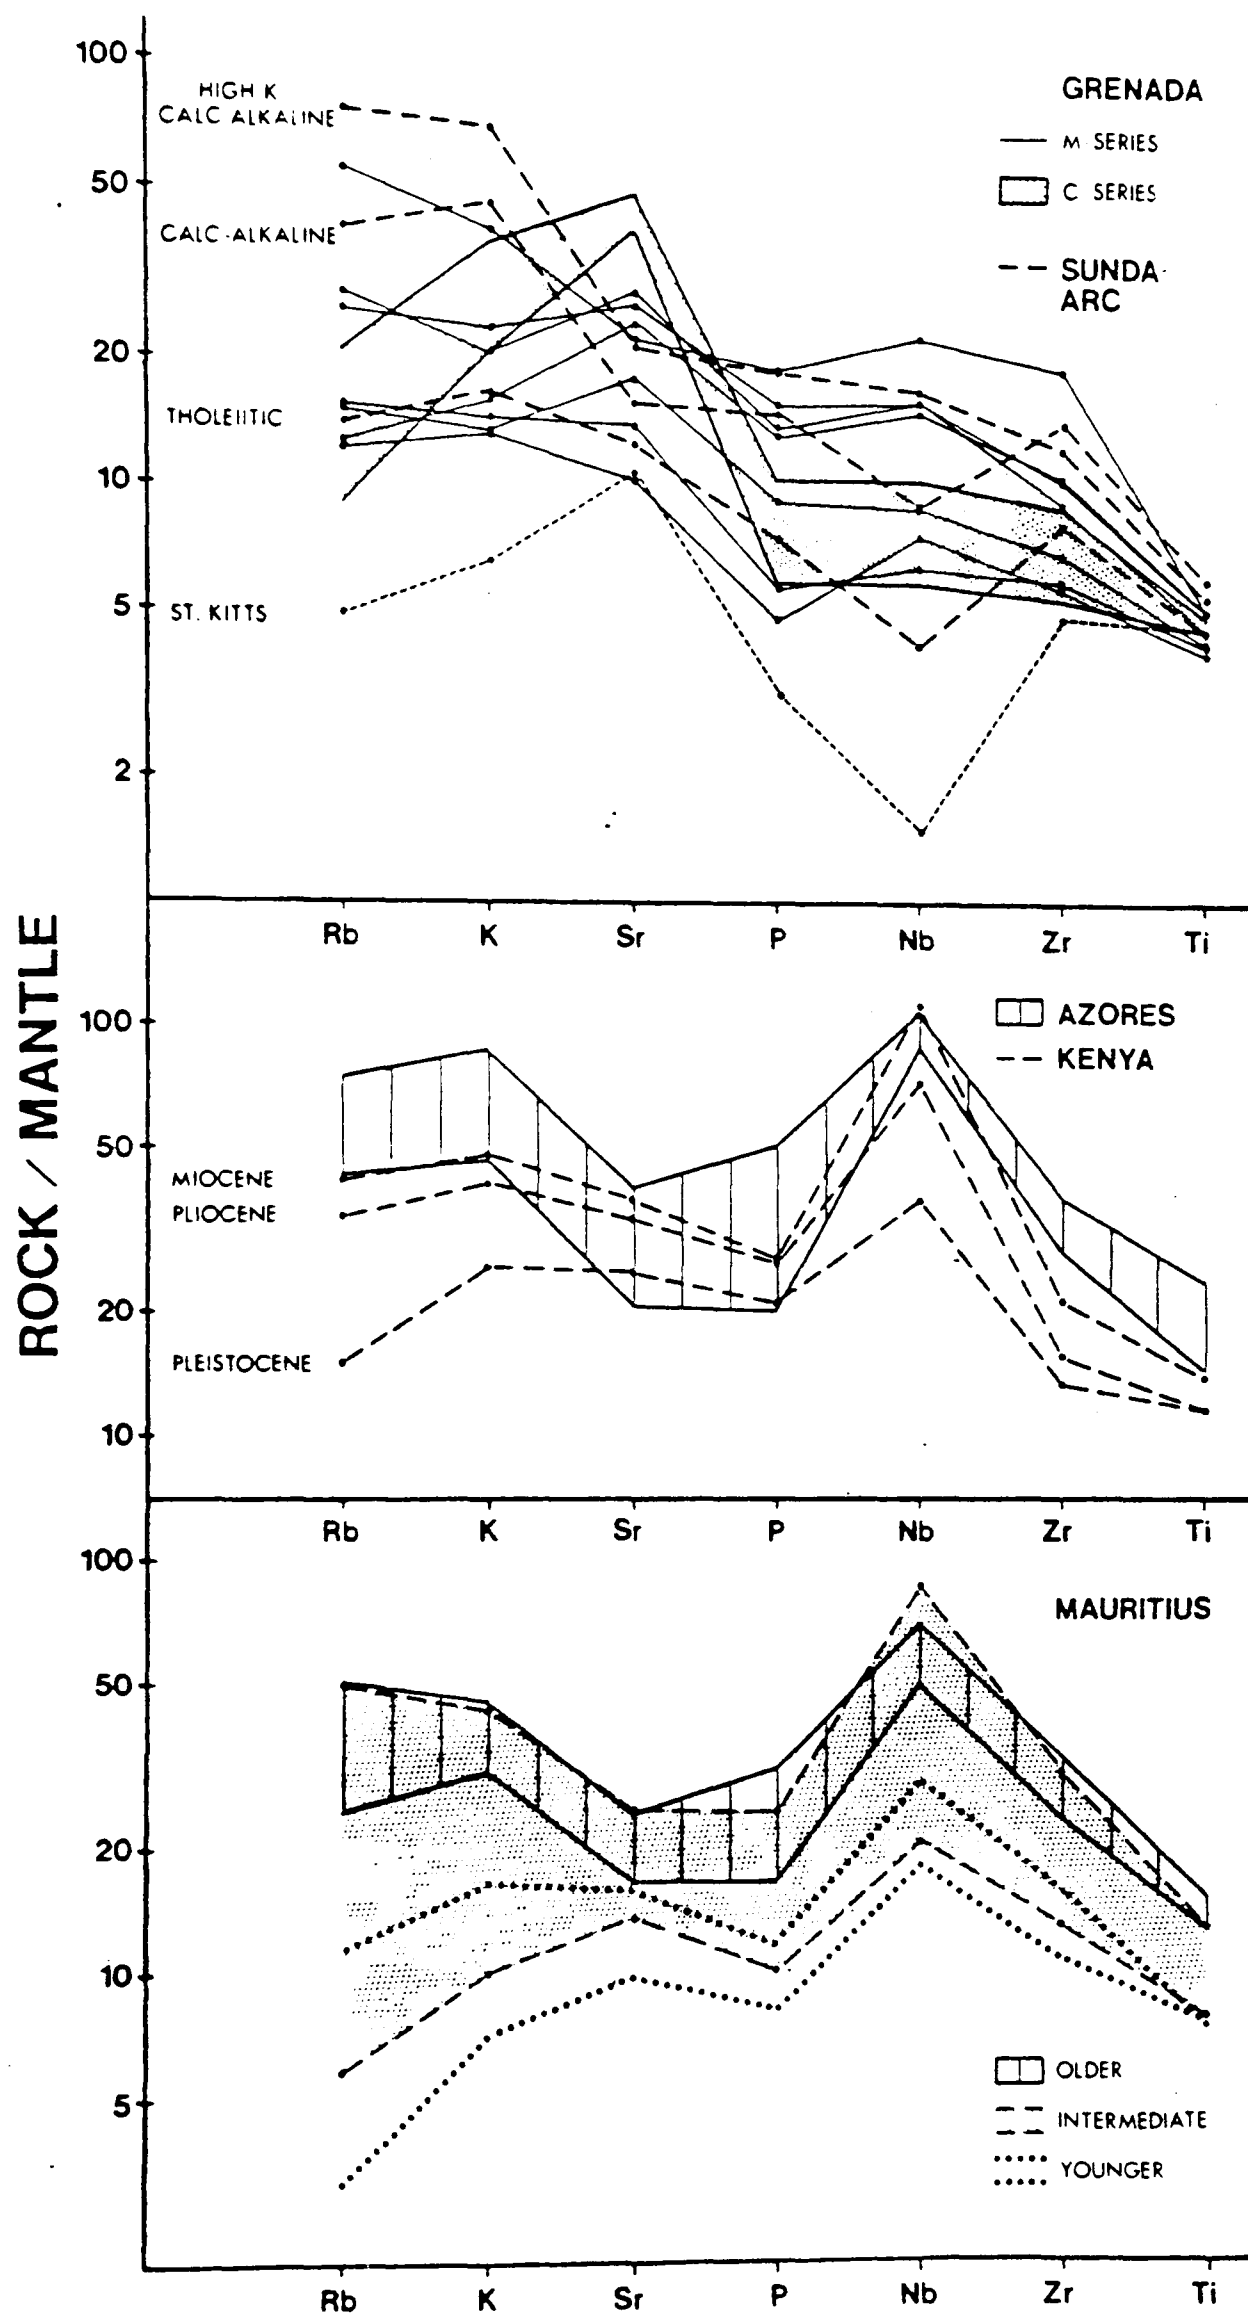 100
HIGH K
CALC ALKALINE
50
CALC-ALKALINE
20
THOLEIITIC
10
5
ST. KITTS
2
GRENADA
M SERIES
C SERIES
SUNDA
ARC
Rb K Sr P Nb Zr Ti
ROCK / MANTLE
100
50
MIOCENE
PLIOCENE
20
PLEISTOCENE
10
AZORES
KENYA
Rb K Sr P Nb Zr Ti
100
MAURITIUS
50
20
10
5
OLDER
INTERMEDIATE
YOUNGER
Rb K Sr P Nb Zr Ti